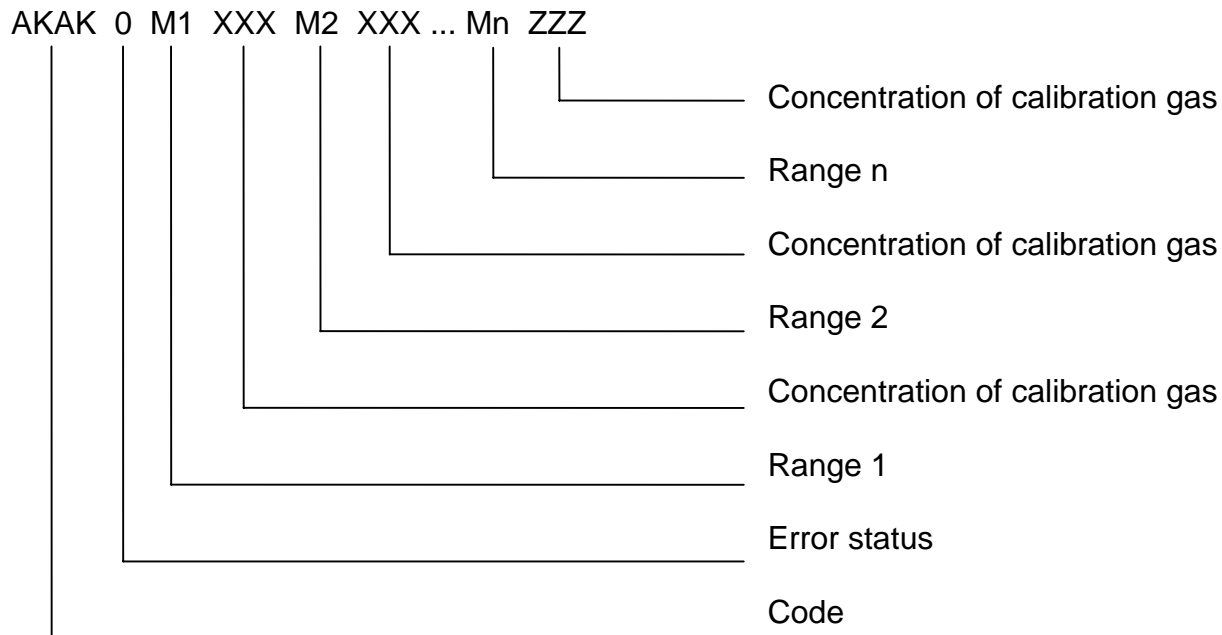 AKAK 0 M1 XXX M2 XXX ... Mn ZZZ
Concentration of calibration gas
Range n
Concentration of calibration gas
Range 2
Concentration of calibration gas
Range 1
Error status
Code